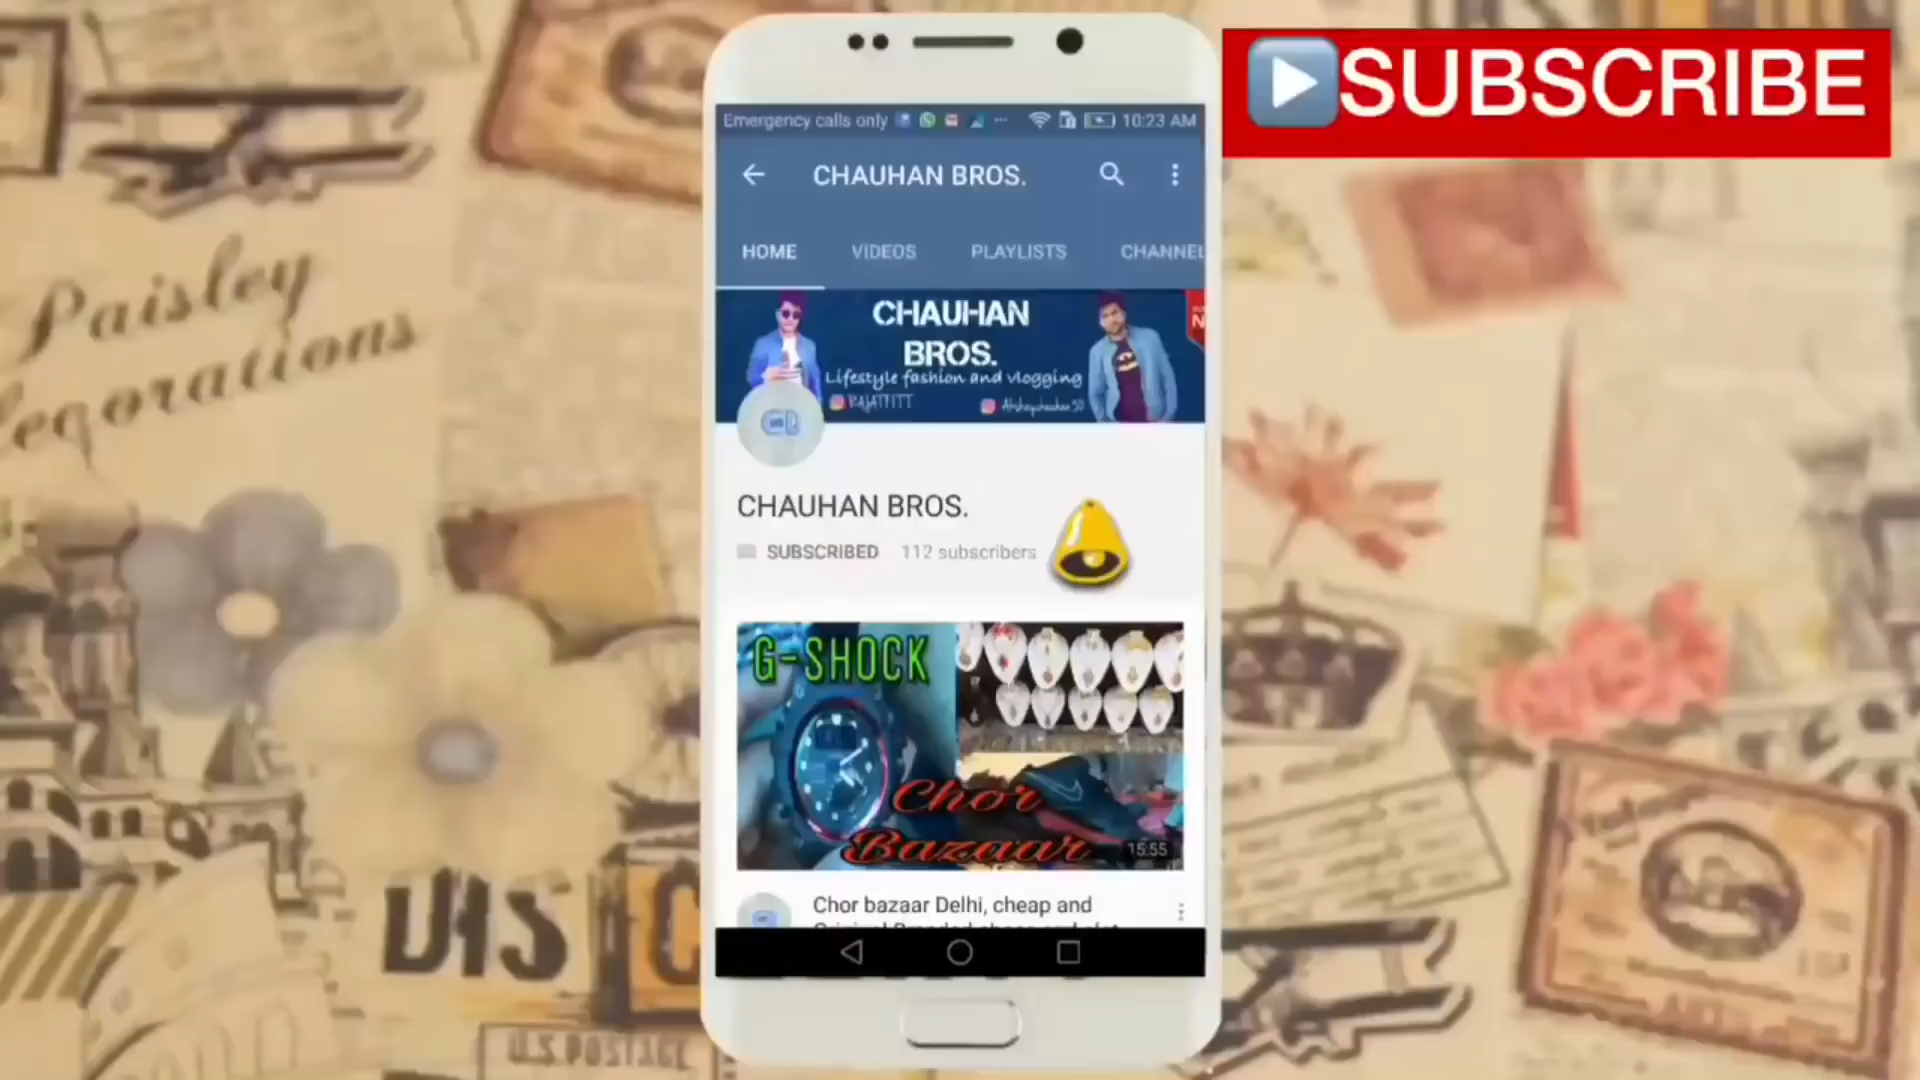 SUBSCRIBE
Emergency calls only
10:23 AM
CHAUHAN BROS.
HOME VIDEOS PLAYLISTS CHANNEL
CHAUHAN
BROS.
Lifestyle fashion and vlogging
CHAUHAN BROS.
SUBSCRIBED 112 subscribers
G-SHOCK
Chor
Bazaar
15:55
Chor bazaar Delhi, cheap and
Paisley
DIS
U.S.POSTAGE